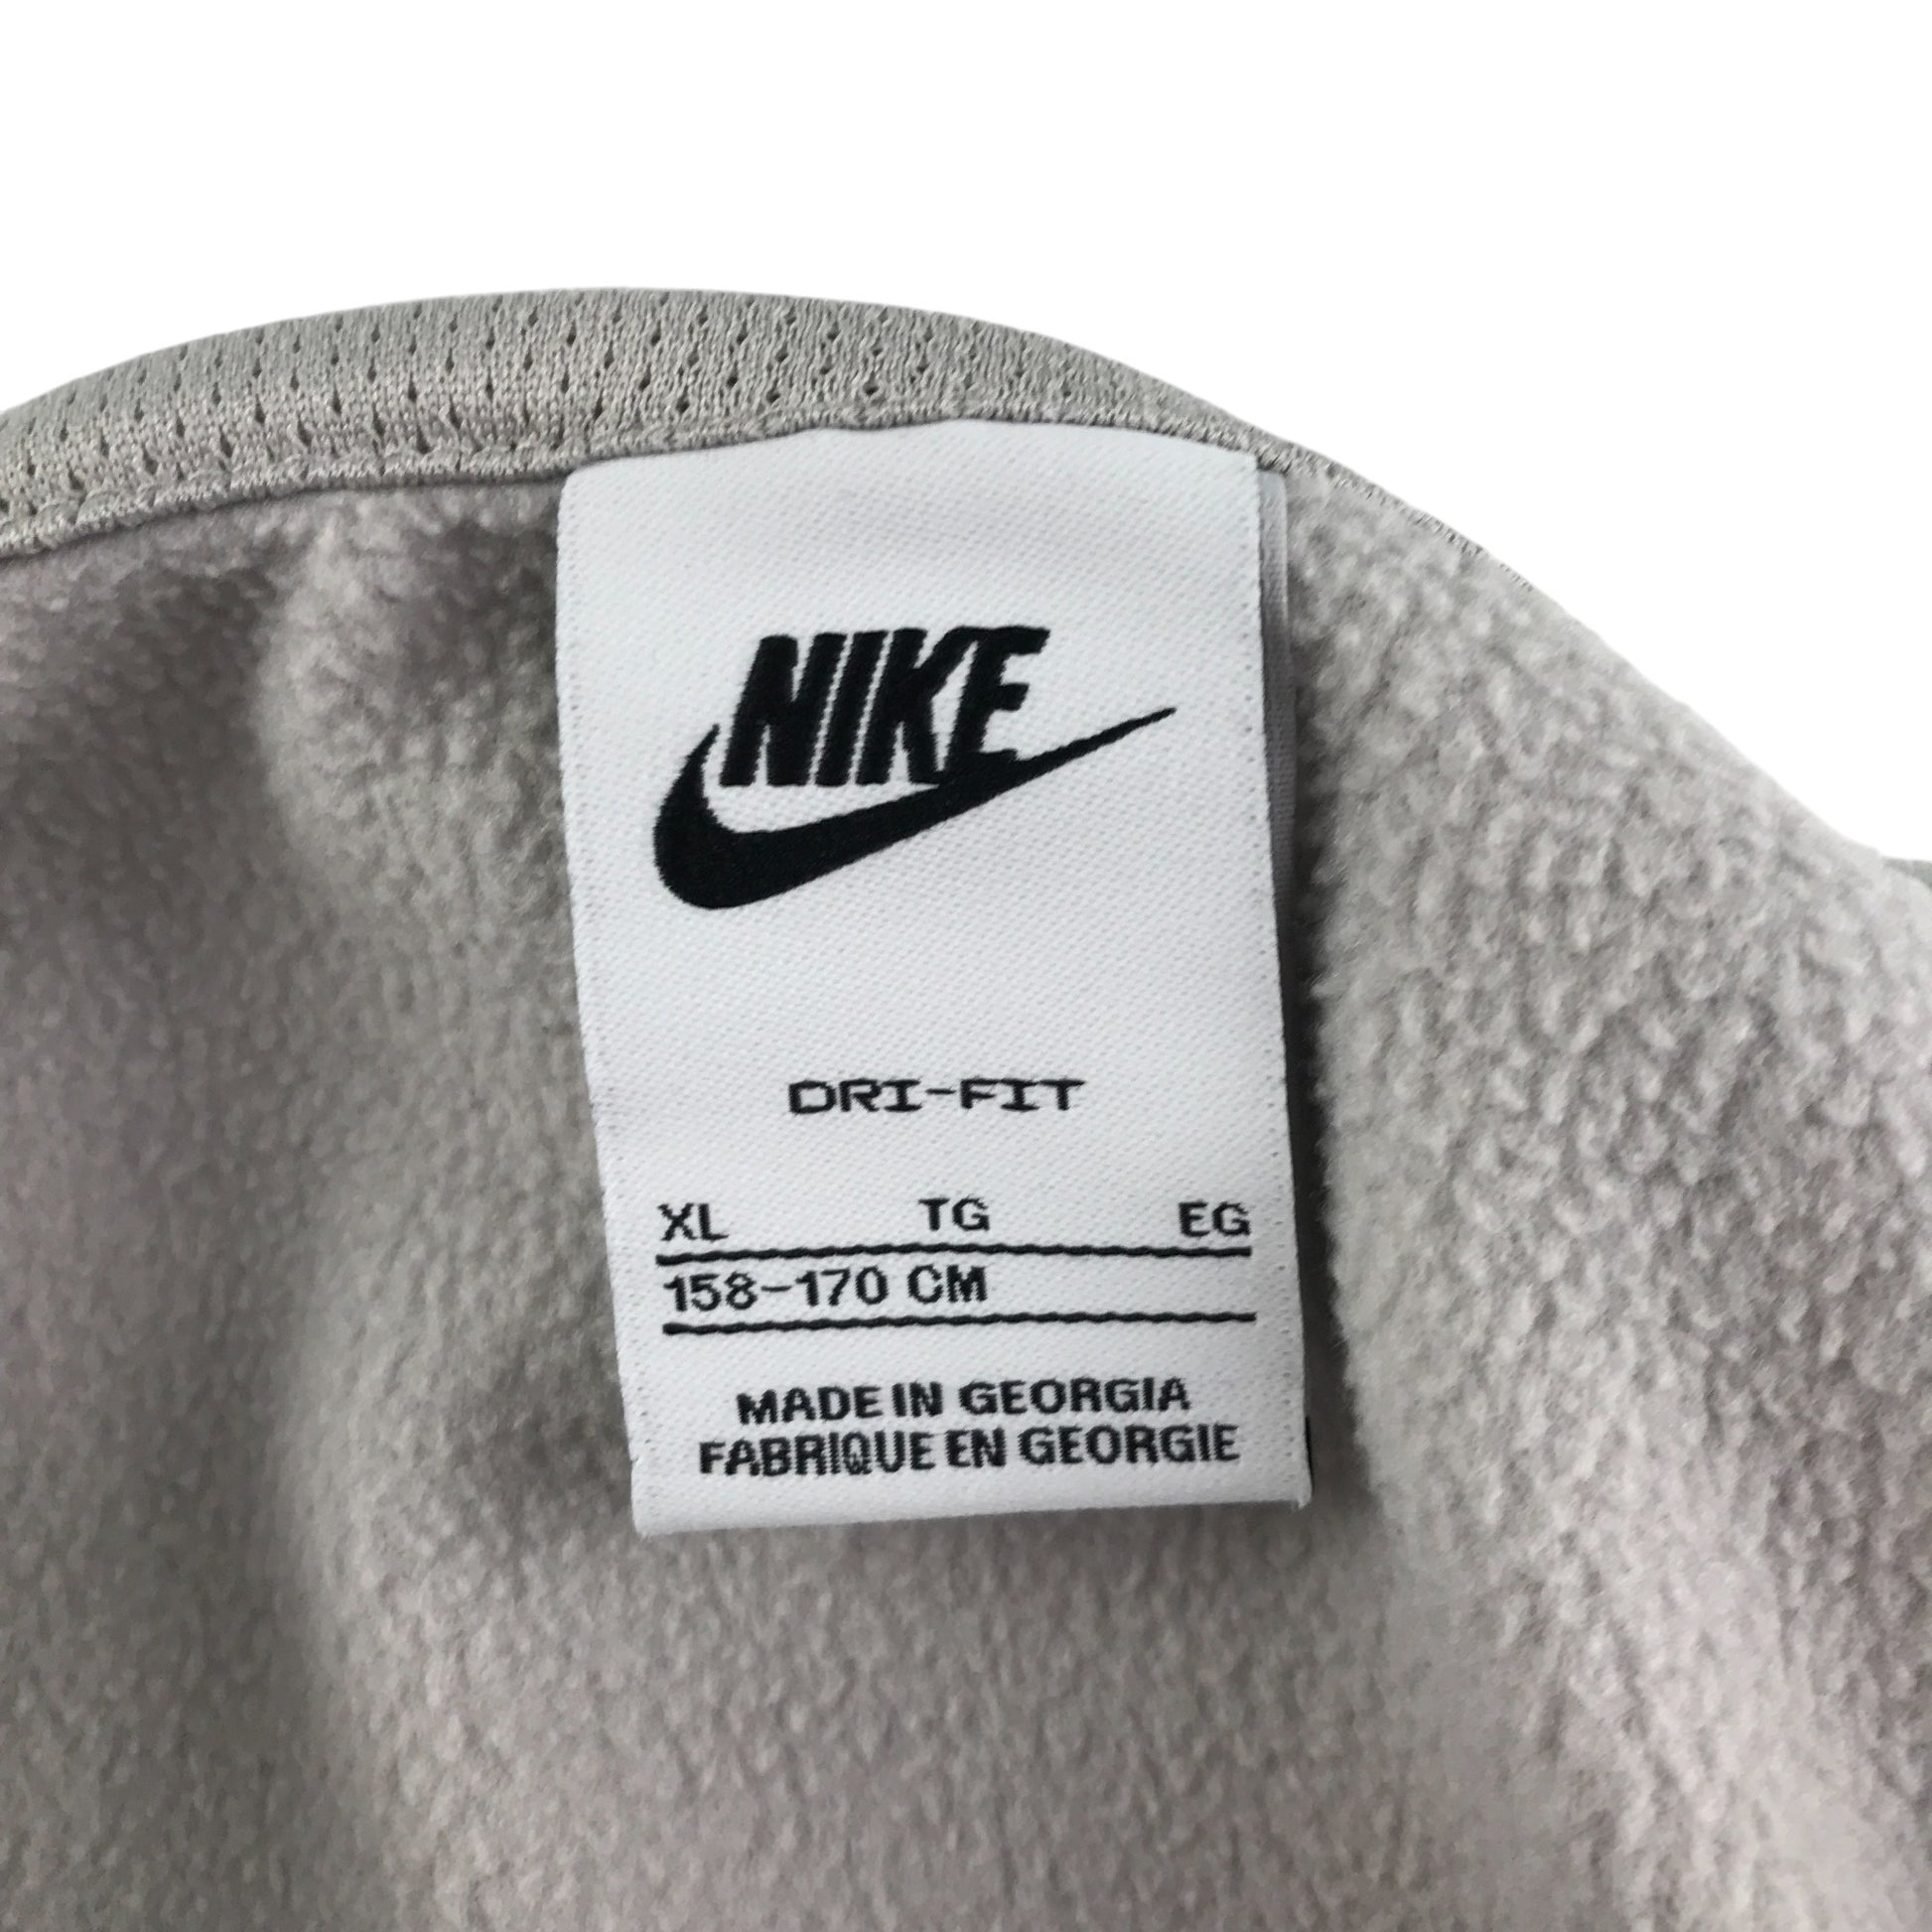 NIKE
DRI-FIT
XL TG EG
158-170 CM
MADE IN GEORGIA
FABRIQUE EN GEORGIE